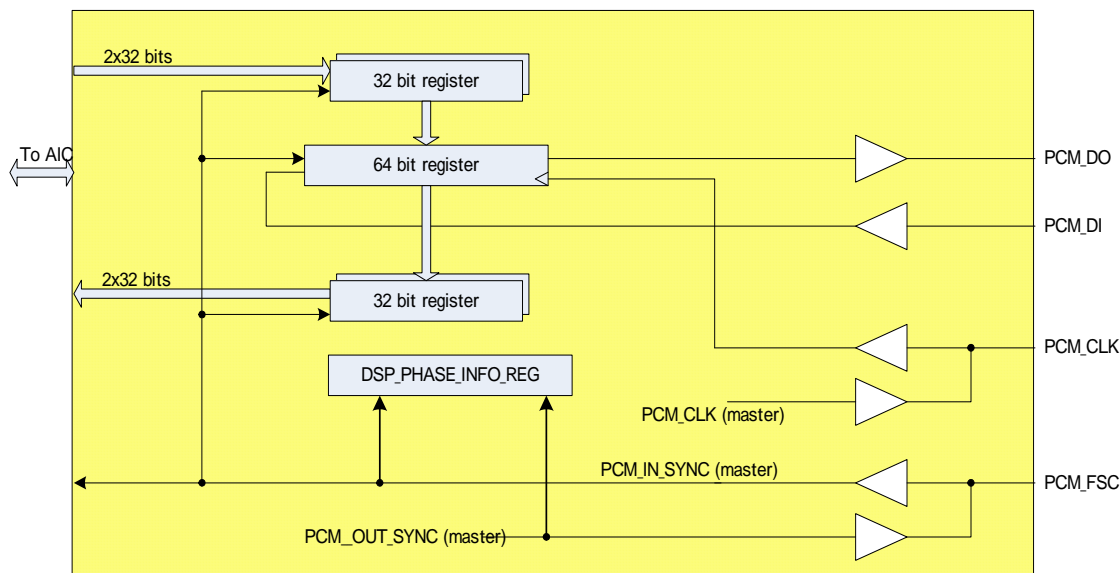 2x32 bits
32 bit register
To AIC
64 bit register
PCM_DO
PCM_DI
2x32 bits
32 bit register
PCM_CLK
DSP_PHASE_INFO_REG
PCM_CLK (master)
PCM_IN_SYNC (master)
PCM_FSC
PCM_OUT_SYNC (master)